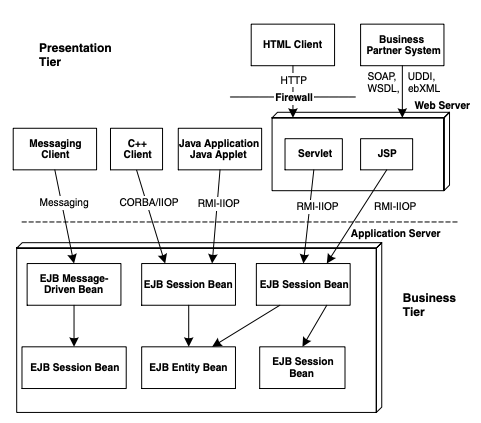 Presentation
Tier
HTML Client
Business
Partner System
HTTP
SOAP,
WSDL,
UDDI,
ebXML
Firewall
Web Server
Messaging
Client
C++
Client
Java Application
Java Applet
Servlet
JSP
Messaging
CORBA/IIOP
RMI-IIOP
RMI-IIOP
RMI-IIOP
Application Server
EJB Message-
Driven Bean
EJB Session Bean
EJB Session Bean
Business
Tier
EJB Session Bean
EJB Entity Bean
EJB Session
Bean